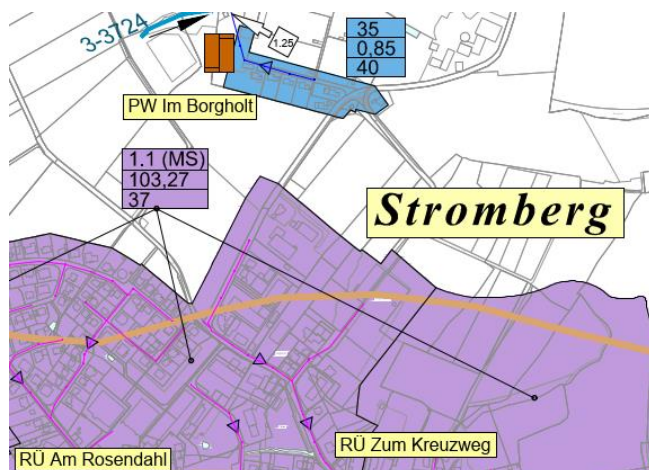 3-3724
1.25
35
0,85
40
PW Im Borgholt
1.1 (MS)
103,27
37
Stromberg
RÜ Zum Kreuzweg
RÜ Am Rosendahl